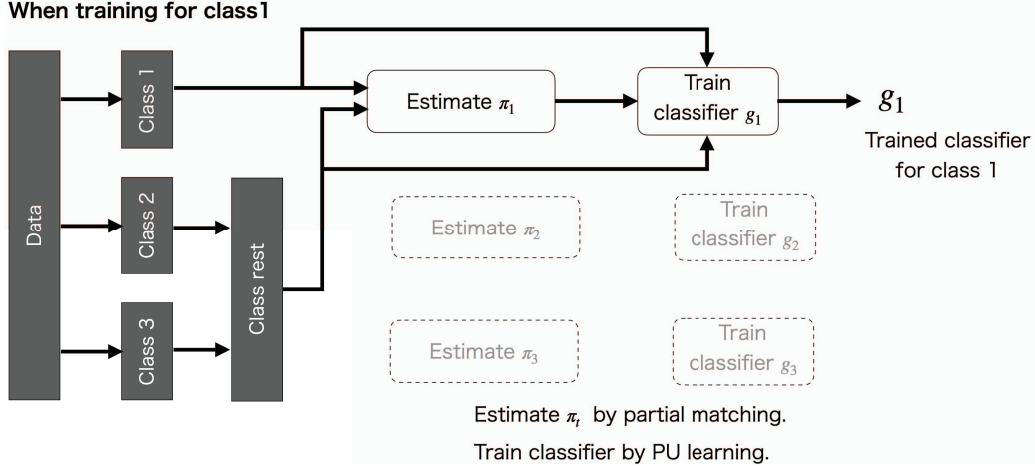 When training for class1
Data
Class 1
Class 2
Class 3
Class rest
Estimate π₁
Train
classifier g₁
g₁
Trained classifier
for class 1
Estimate π₂
Train
classifier g₂
Estimate π₃
Train
classifier g₃
Estimate πₜ by partial matching.
Train classifier by PU learning.